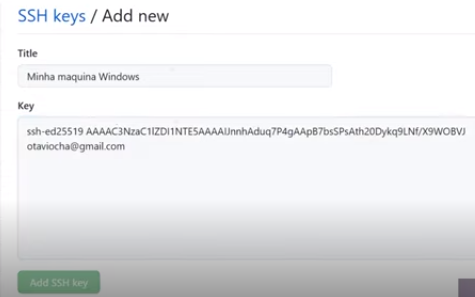 SSH keys / Add new
Title
Minha maquina Windows
Key
ssh-ed25519 AAAAC3NzaC1lZDI1NTE5AAAAIJnnhAduq7P4gAApB7bsSPsAth20Dykq9LNf/X9WOBVJ
otaviocha@gmail.com
Add SSH key